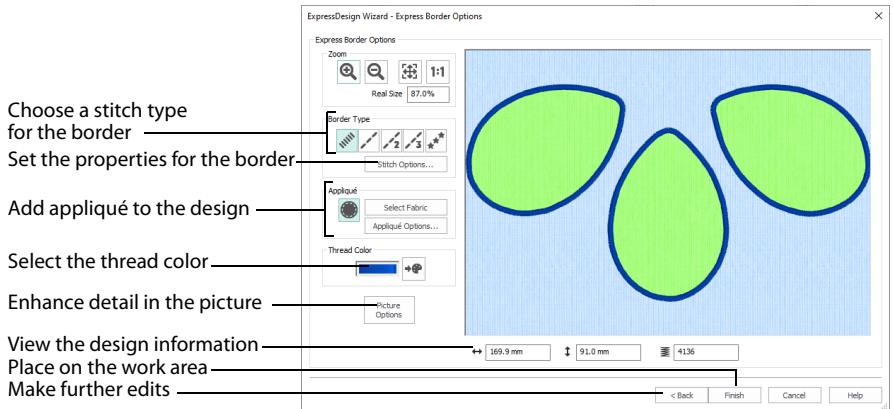 ExpressDesign Wizard - Express Border Options
Express Border Options
Zoom
1:1
Real Size 87.0%
Choose a stitch type
for the border
Border Type
2 3
Set the properties for the border
Stitch Options...
Appliqué
Add appliqué to the design
Select Fabric
Appliqué Options...
Thread Color
Select the thread color
Enhance detail in the picture
Picture
Options
View the design information
169.9 mm 91.0 mm 4136
Place on the work area
Make further edits
< Back Finish Cancel Help